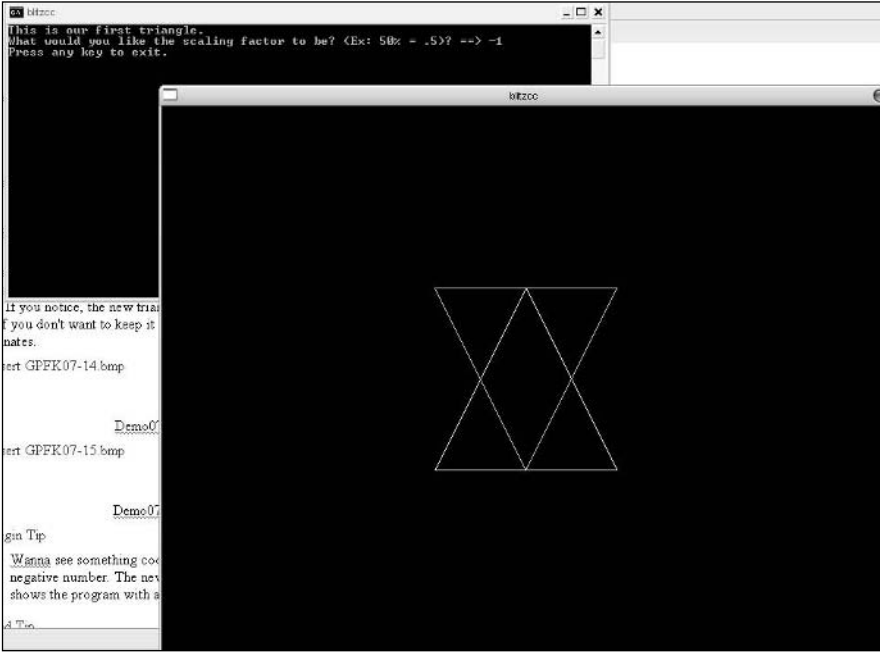 blitzcc
This is our first triangle.
What would you like the scaling factor to be? (Ex: 50% = .5)? --> -1
Press any key to exit.
blitzcc
If you notice, the new tria
f you don't want to keep it
nates.
sert GPFK07-14.bmp
Demo0
sert GPFK07-15.bmp
Demo07
gin Tip
Wanna see something coo
negative number. The new
shows the program with a
d Tip